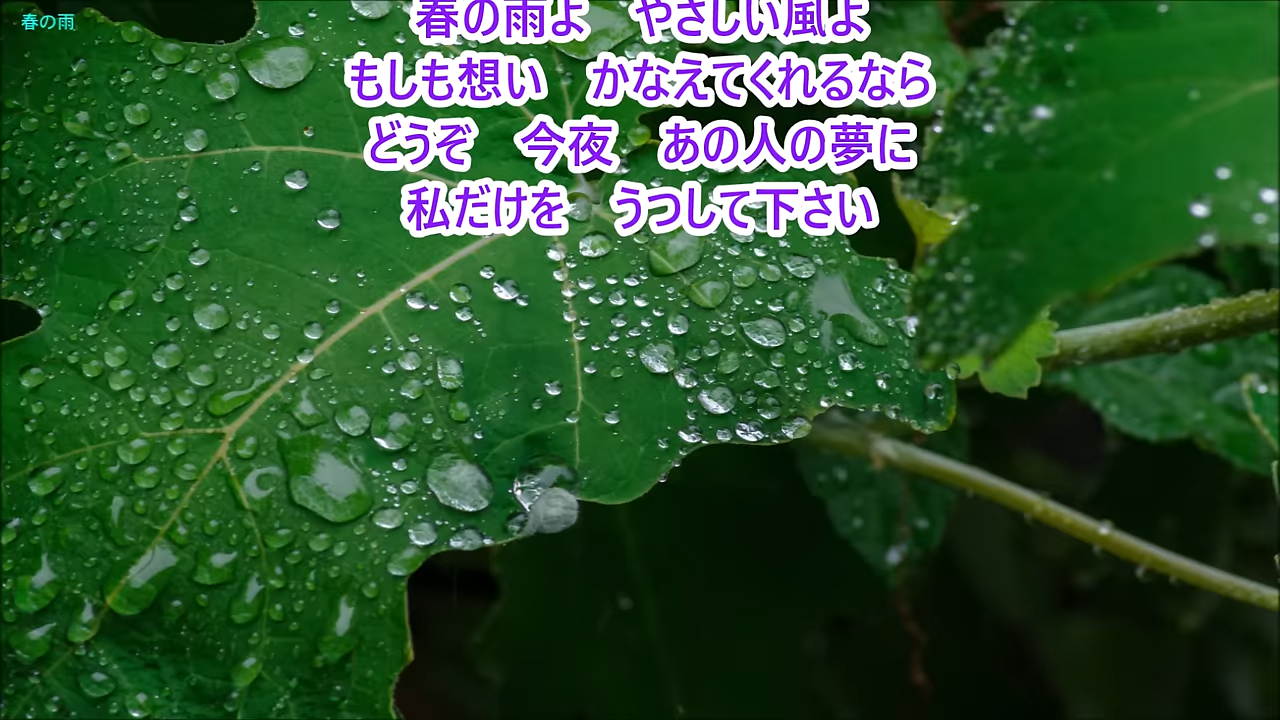 春の雨
春の雨よ　やさしい風よ
もしも想い　かなえてくれるなら
どうぞ　今夜　あの人の夢に
私だけを　うつして下さい